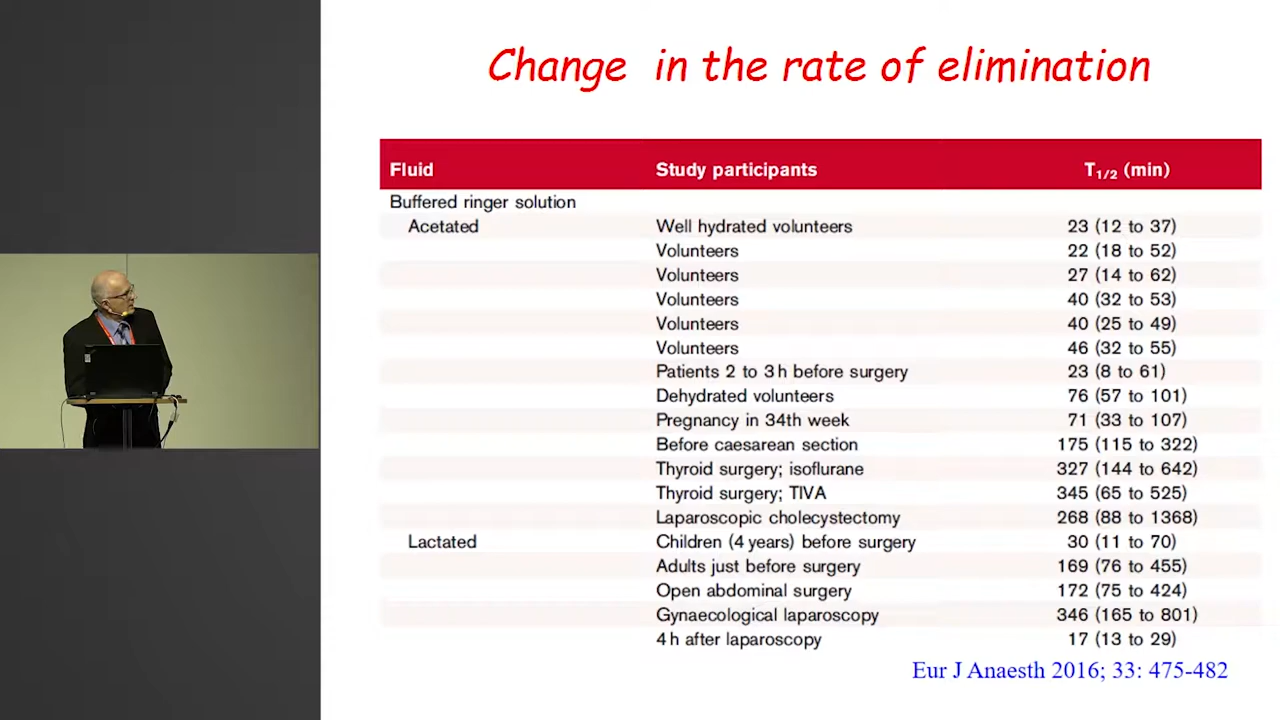 Change in the rate of elimination
Fluid Study participants T1/2 (min)
Buffered ringer solution
Acetated Well hydrated volunteers 23 (12 to 37)
Volunteers 22 (18 to 52)
Volunteers 27 (14 to 62)
Volunteers 40 (32 to 53)
Volunteers 40 (25 to 49)
Volunteers 46 (32 to 55)
Patients 2 to 3 h before surgery 23 (8 to 61)
Dehydrated volunteers 76 (57 to 101)
Pregnancy in 34th week 71 (33 to 107)
Before caesarean section 175 (115 to 322)
Thyroid surgery; isoflurane 327 (144 to 642)
Thyroid surgery; TIVA 345 (65 to 525)
Laparoscopic cholecystectomy 268 (88 to 1368)
Lactated Children (4 years) before surgery 30 (11 to 70)
Adults just before surgery 169 (76 to 455)
Open abdominal surgery 172 (75 to 424)
Gynaecological laparoscopy 346 (165 to 801)
4 h after laparoscopy 17 (13 to 29)
Eur J Anaesth 2016; 33: 475-482